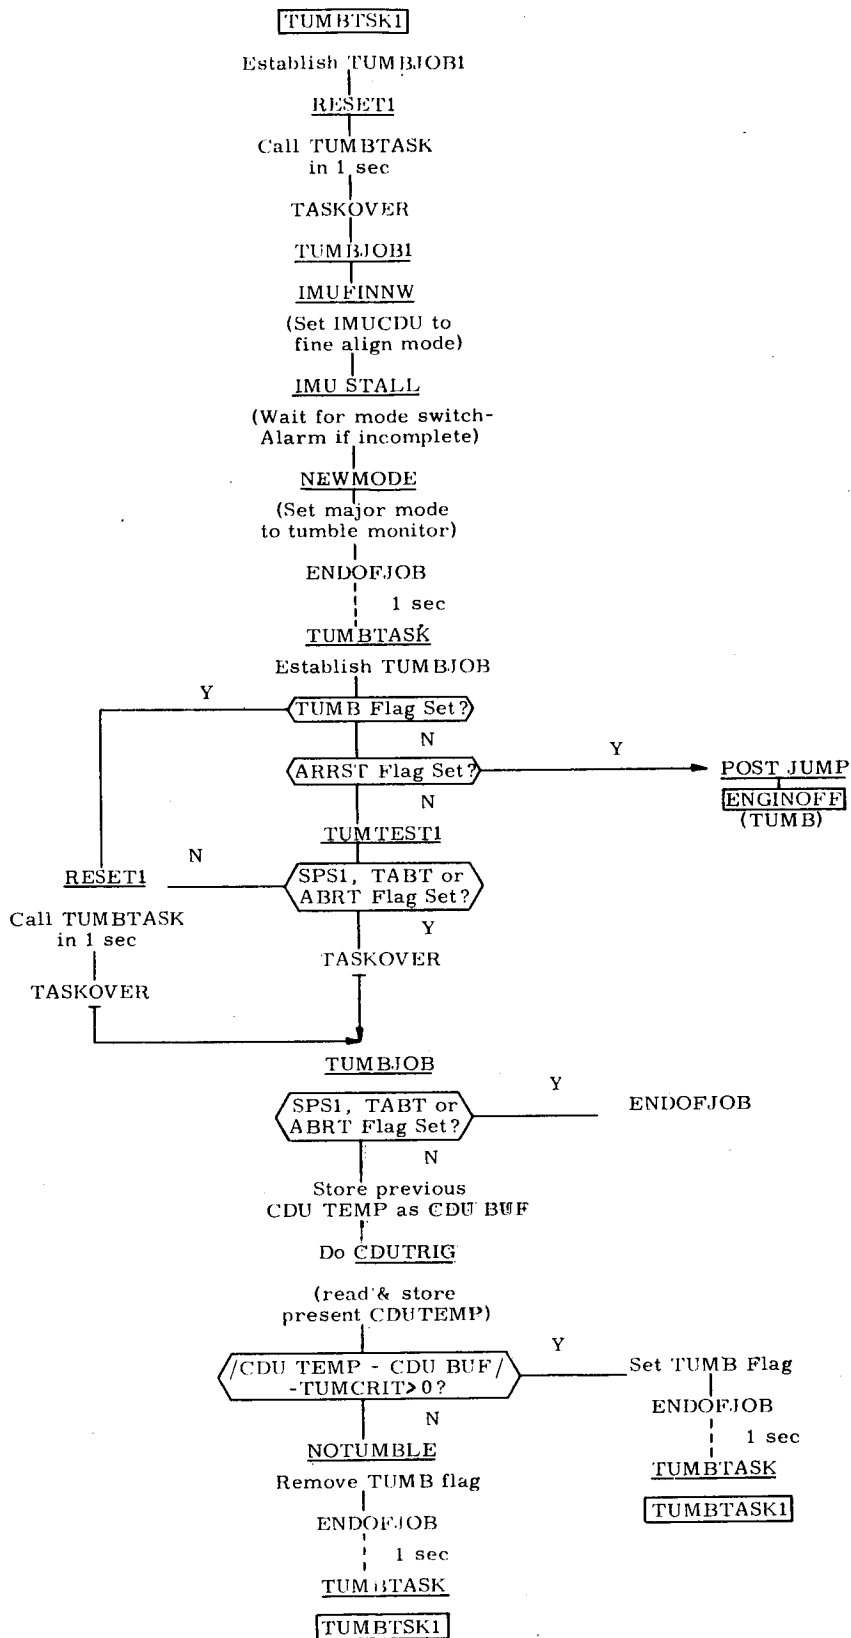 TUMBTSK1
Establish TUMBJOB1
RESET1
Call TUMBTASK
in 1 sec
TASKOVER
TUMBJOB1
IMUFINNW
(Set IMUCDU to
fine align mode)
IMU STALL
(Wait for mode switch-
Alarm if incomplete)
NEWMODE
(Set major mode
to tumble monitor)
ENDOFJOB
1 sec
TUMBTASK
Establish TUMBJOB
Y
TUMB Flag Set?
N
Y
ARRST Flag Set?
POST JUMP
N
ENGINOFF
(TUMB)
TUMTEST1
N
RESET1
SPS1, TABT or
ABRT Flag Set?
Call TUMBTASK
in 1 sec
Y
TASKOVER
TASKOVER
TUMBJOB
Y
SPS1, TABT or
ABRT Flag Set?
ENDOFJOB
N
Store previous
CDU TEMP as CDU BUF
Do CDUTRIG
(read & store
present CDUTEMP)
Y
/CDU TEMP - CDU BUF/
-TUMCRIT>0?
Set TUMB Flag
ENDOFJOB
N
1 sec
NOTUMBLE
TUMBTASK
Remove TUMB flag
TUMBTASK1
ENDOFJOB
1 sec
TUMBTASK
TUMBTSK1